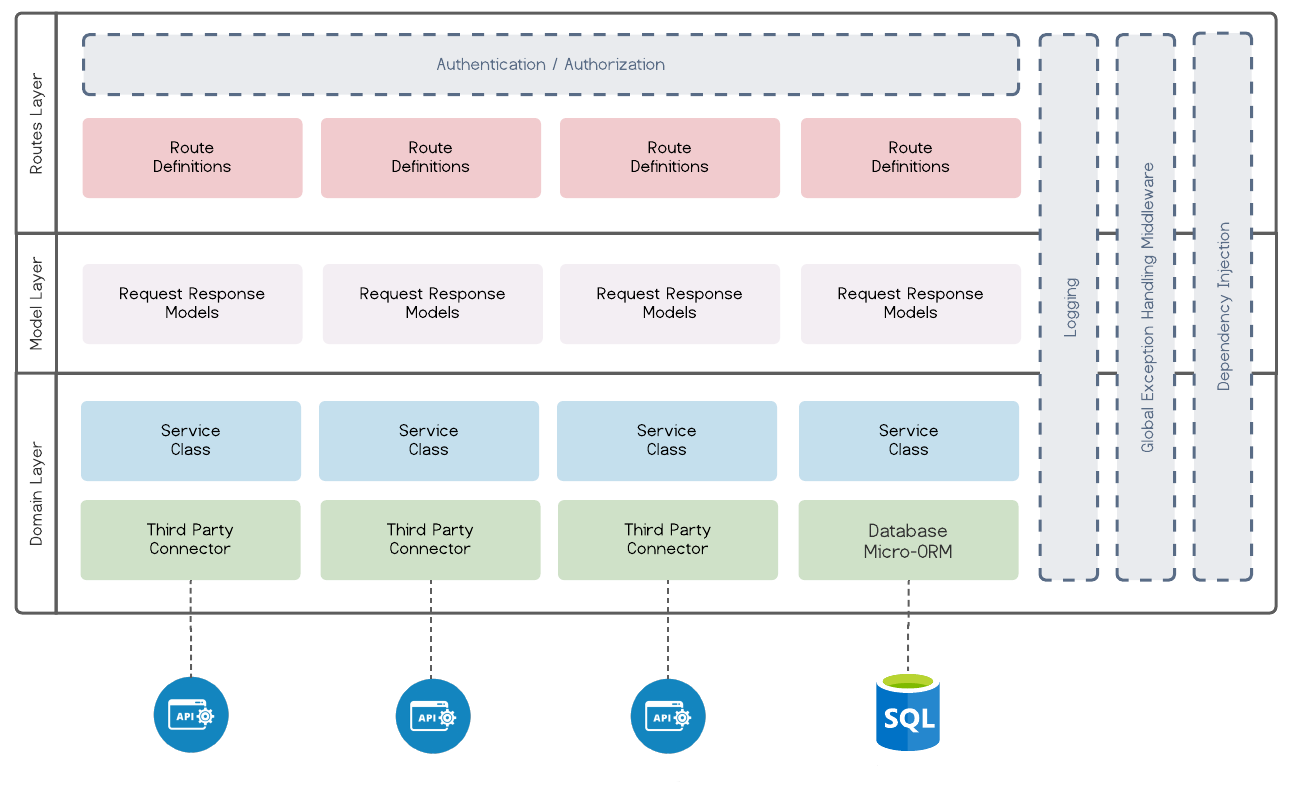 Routes Layer
Authentication / Authorization
Route
Definitions
Route
Definitions
Route
Definitions
Route
Definitions
Model Layer
Request Response
Models
Request Response
Models
Request Response
Models
Request Response
Models
Domain Layer
Service
Class
Service
Class
Service
Class
Service
Class
Third Party
Connector
Third Party
Connector
Third Party
Connector
Database
Micro-ORM
Logging
Global Exception Handing Middleware
Dependency Injection
API
API
API
SQL